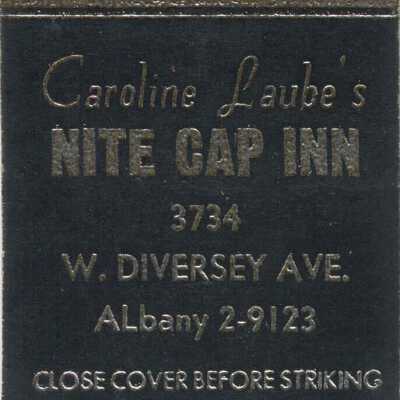 Caroline Laube's
NITE CAP INN
3734
W. DIVERSEY AVE.
ALbany 2-9123
CLOSE COVER BEFORE STRIKING